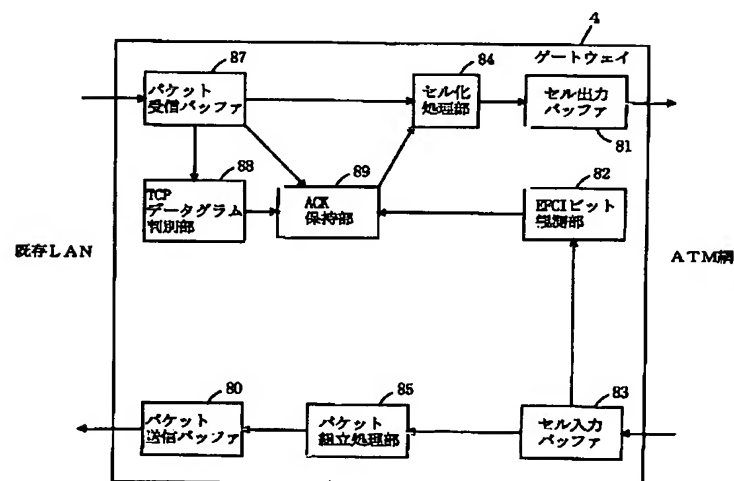 4
ゲートウェイ
87
パケット
受信バッファ
84
セル化
処理部
セル出力
バッファ
81
88
TCP
データグラム
判別部
89
ACK
保持部
82
EFCIビット
観測部
既存LAN
ATM網
80
パケット
送信バッファ
85
パケット
組立処理部
83
セル入力
バッファ